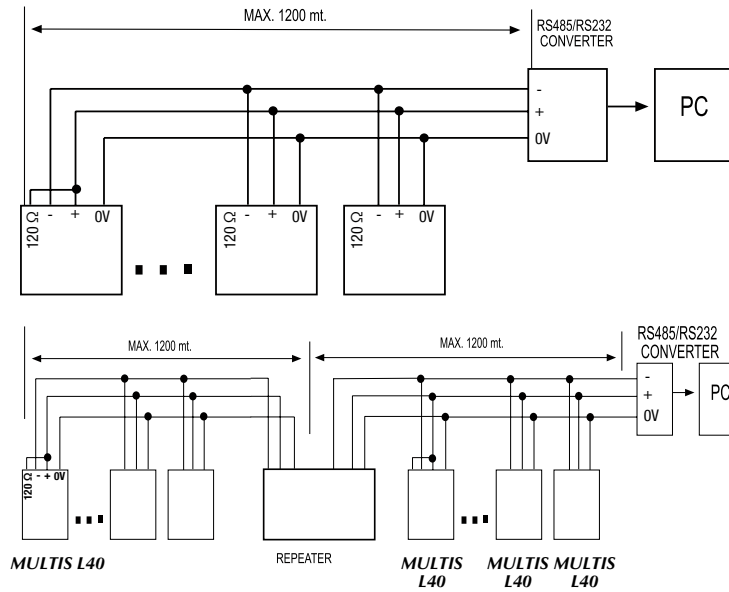 MAX. 1200 mt.
RS485/RS232
CONVERTER
-
+
0V
PC
120 Ω - + 0V
120 Ω - + 0V
120 Ω - + 0V
MAX. 1200 mt.
MAX. 1200 mt.
RS485/RS232
CONVERTER
-
+
0V
PC
120 Ω - + 0V
MULTIS L40
REPEATER
MULTIS
L40
MULTIS
L40
MULTIS
L40